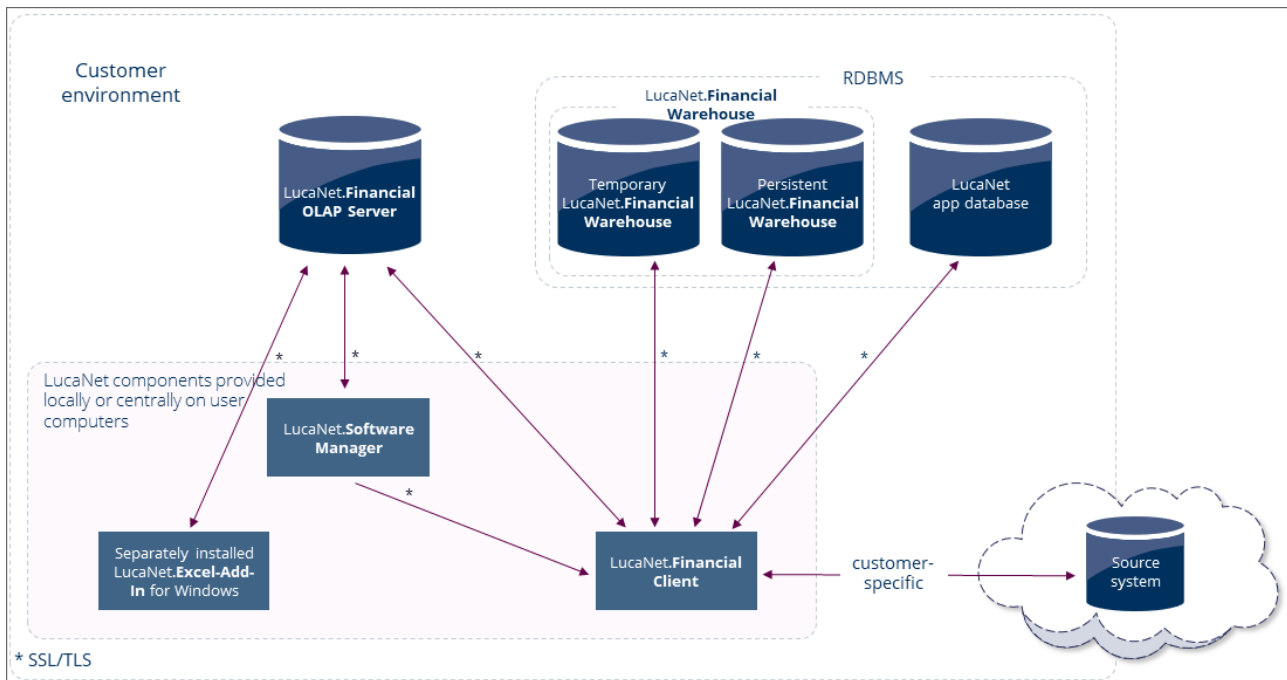 Customer
environment
RDBMS
LucaNet.Financial
Warehouse
LucaNet.Financial
OLAP Server
Temporary
LucaNet.Financial
Warehouse
Persistent
LucaNet.Financial
Warehouse
LucaNet
app database
*
*
*
*
*
*
LucaNet components provided
locally or centrally on user
computers
LucaNet.Software
Manager
*
Separately installed
LucaNet.Excel-Add-
In for Windows
LucaNet.Financial
Client
customer-
specific
Source
system
* SSL/TLS